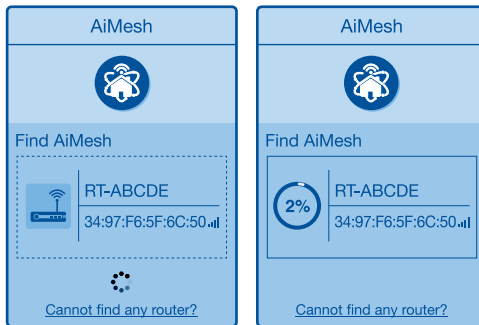 AiMesh
Find AiMesh
RT-ABCDE
34:97:F6:5F:6C:50
Cannot find any router?
AiMesh
Find AiMesh
2%
RT-ABCDE
34:97:F6:5F:6C:50
Cannot find any router?